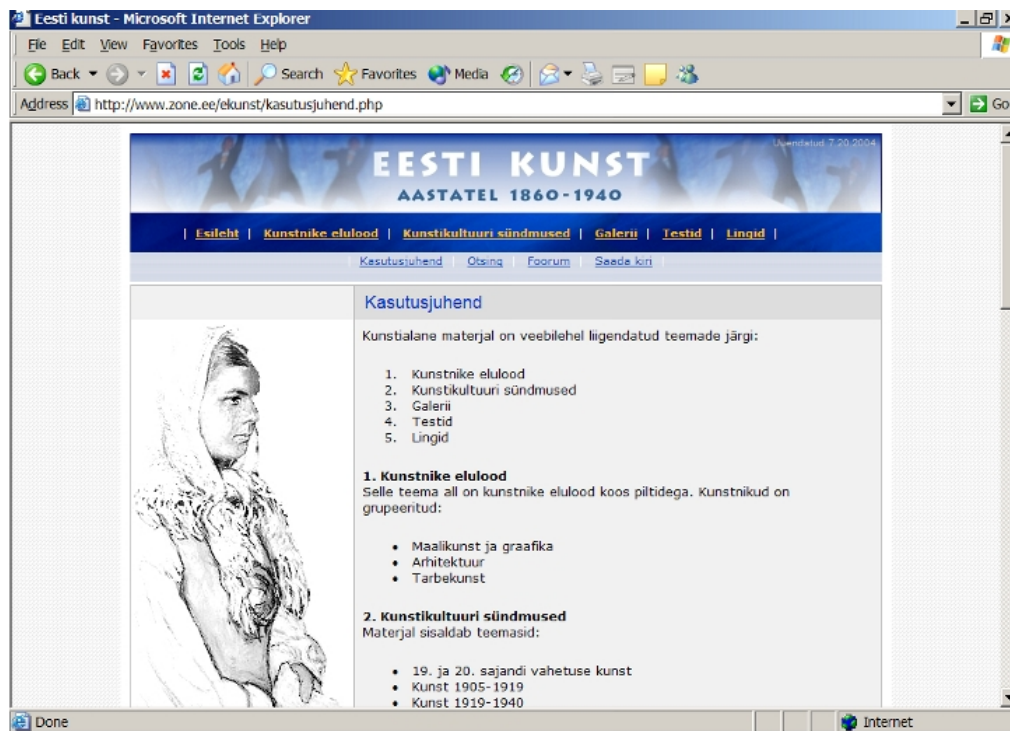 Eesti kunst - Microsoft Internet Explorer
File Edit View Favorites Tools Help
Back Search Favorites Media
Address http://www.zone.ee/ekunst/kasutusjuhend.php Go
Uuendatud 7.20.2004
EESTI KUNST
AASTATEL 1860-1940
| Esileht | Kunstnike elulood | Kunstikultuuri sündmused | Galerii | Testid | Lingid |
| Kasutusjuhend | Otsing | Foorum | Saada kiri |
Kasutusjuhend
Kunstialane materjal on veebilehel liigendatud teemade järgi:
1. Kunstnike elulood
2. Kunstikultuuri sündmused
3. Galerii
4. Testid
5. Lingid
1. Kunstnike elulood
Selle teema all on kunstnike elulood koos piltidega. Kunstnikud on
grupeeritud:
• Maalikunst ja graafika
• Arhitektuur
• Tarbekunst
2. Kunstikultuuri sündmused
Materjal sisaldab teemasid:
• 19. ja 20. sajandi vahetuse kunst
• Kunst 1905-1919
• Kunst 1919-1940
Done Internet